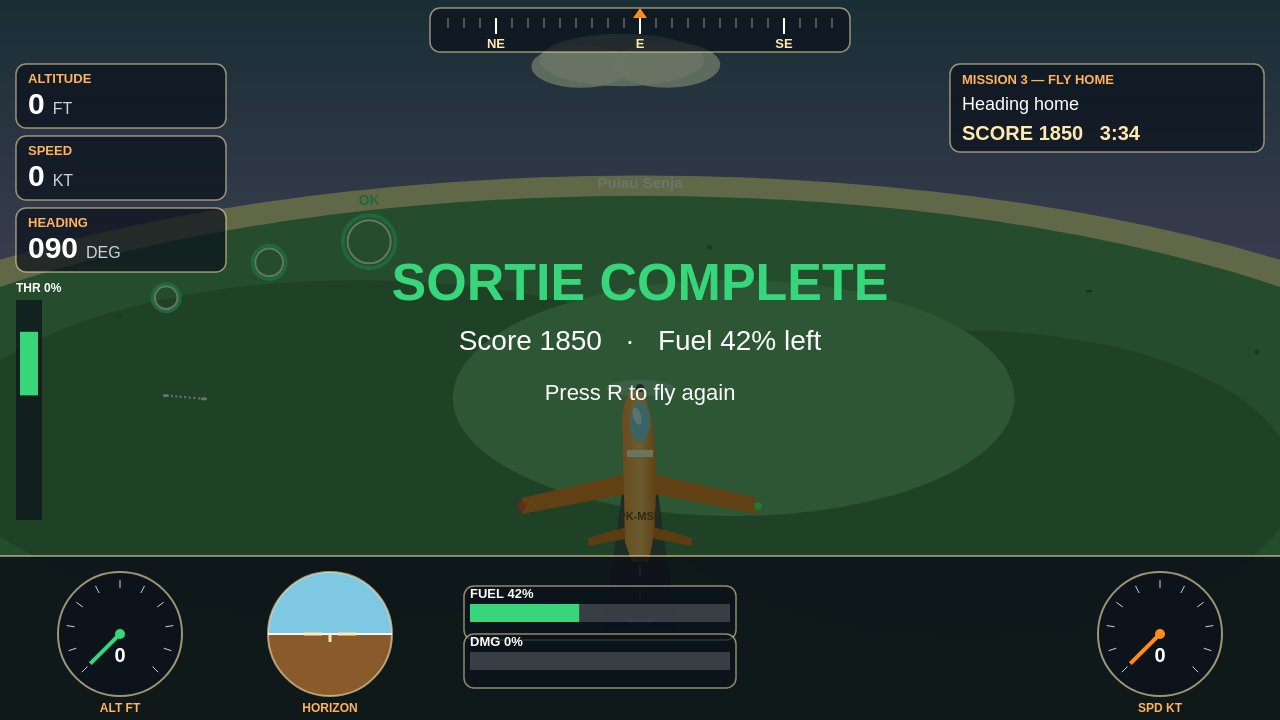 NE E SE
ALTITUDE
0 FT
SPEED
0 KT
HEADING
090 DEG
THR 0%
MISSION 3 — FLY HOME
Heading home
SCORE 1850 3:34
Pulau Senja
OK
SORTIE COMPLETE
Score 1850 · Fuel 42% left
Press R to fly again
FUEL 42%
DMG 0%
0
ALT FT
HORIZON
0
SPD KT